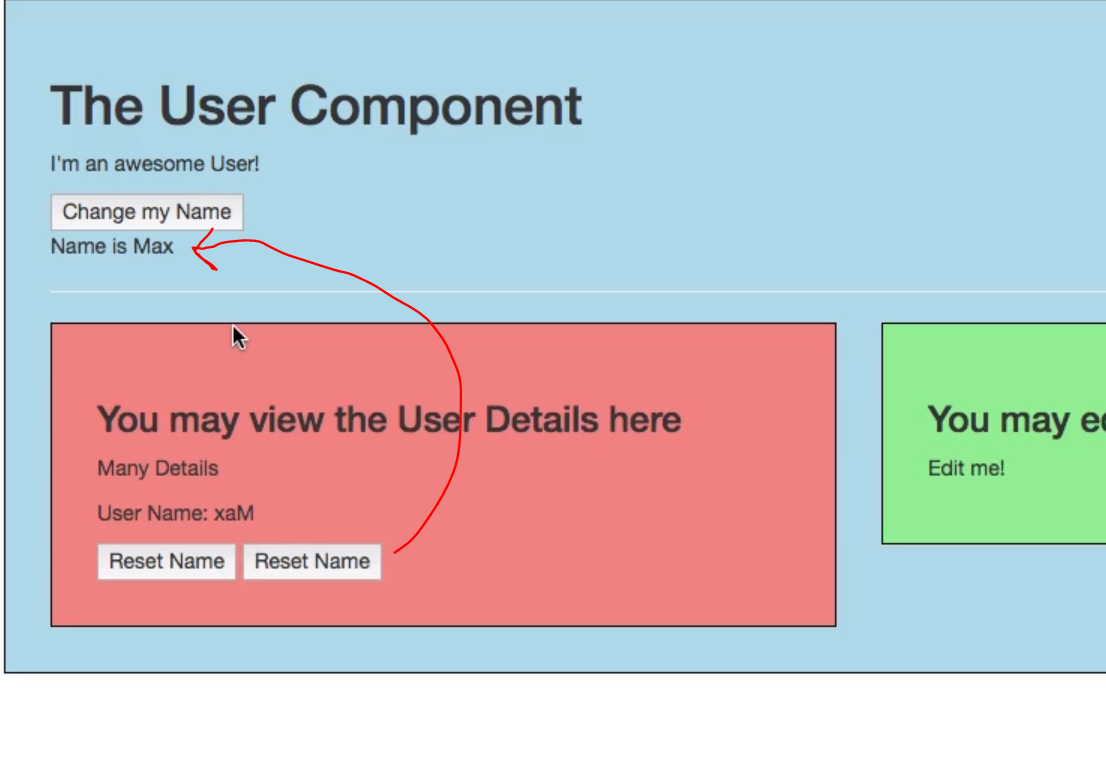 The User Component
I'm an awesome User!
Change my Name
Name is Max
You may view the User Details here
Many Details
User Name: xaM
Reset Name Reset Name
You may e
Edit me!